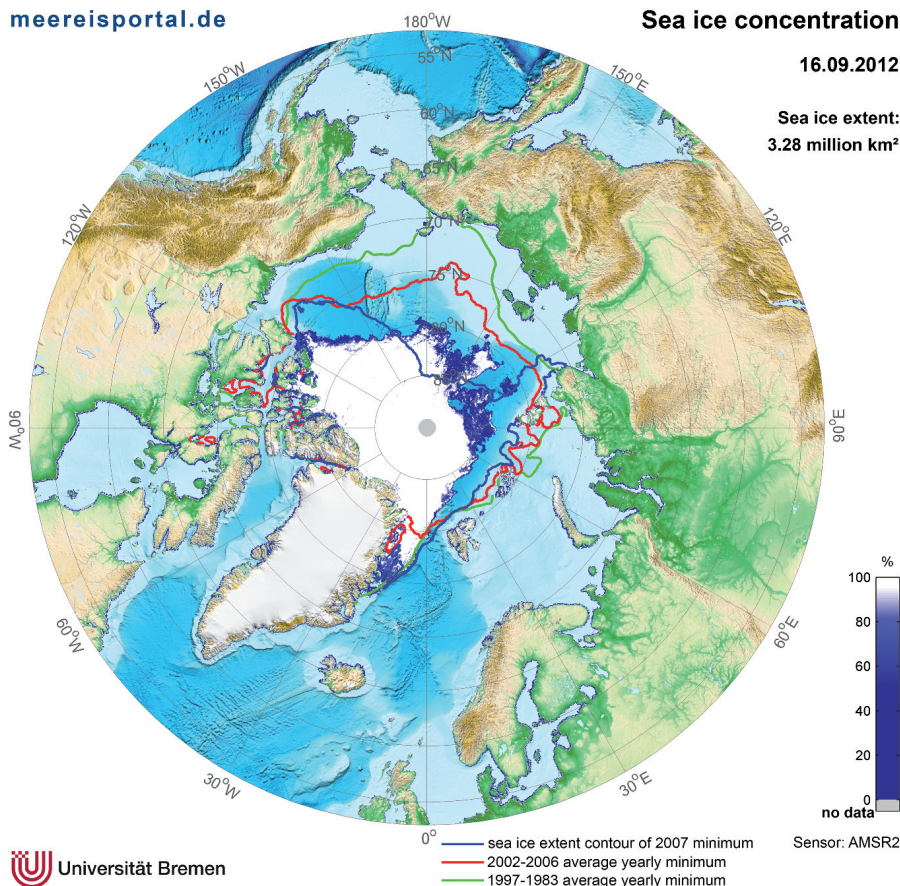 meereisportal.de
Sea ice concentration
16.09.2012
Sea ice extent:
3.28 million km²
180°W
150°W
150°E
120°W
120°E
90°W
90°E
60°W
60°E
30°W
30°E
0°
55°N
60°N
65°N
70°N
75°N
80°N
%
100
80
60
40
20
0
no data
Sensor: AMSR2
sea ice extent contour of 2007 minimum
2002-2006 average yearly minimum
1997-1983 average yearly minimum
Universität Bremen